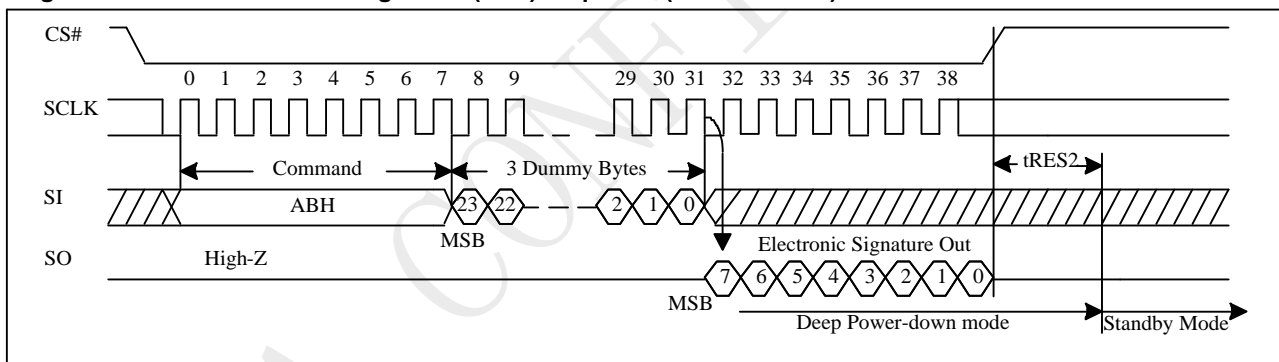 CS#
0 1 2 3 4 5 6 7 8 9 29 30 31 32 33 34 35 36 37 38
SCLK
Command 3 Dummy Bytes tRES2
SI
ABH 23 22 2 1 0
MSB
Electronic Signature Out
SO High-Z
7 6 5 4 3 2 1 0
MSB
Deep Power-down mode Standby Mode